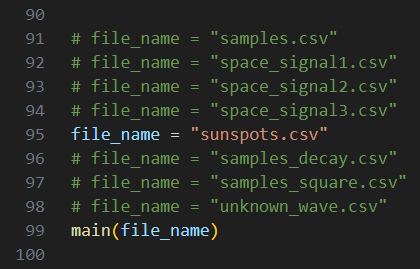 90
91 # file_name = "samples.csv"
92 # file_name = "space_signal1.csv"
93 # file_name = "space_signal2.csv"
94 # file_name = "space_signal3.csv"
95 file_name = "sunspots.csv"
96 # file_name = "samples_decay.csv"
97 # file_name = "samples_square.csv"
98 # file_name = "unknown_wave.csv"
99 main(file_name)
100